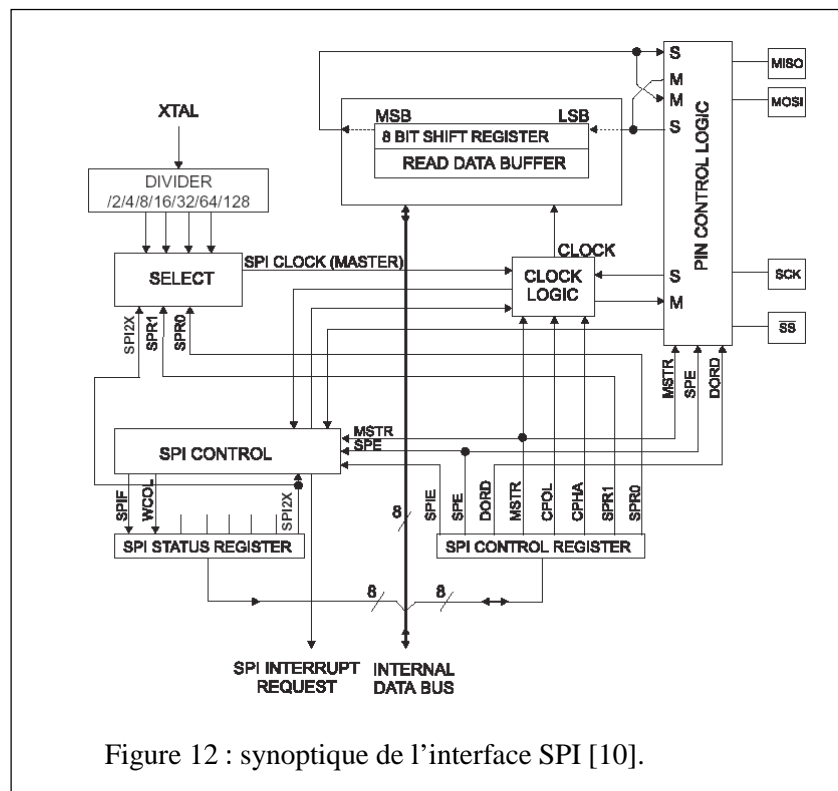 XTAL
DIVIDER
/2/4/8/16/32/64/128
SELECT
SPI CLOCK (MASTER)
SPI2X
SPR1
SPR0
MSB
LSB
8 BIT SHIFT REGISTER
READ DATA BUFFER
CLOCK
CLOCK
LOGIC
S
M
M
S
S
M
PIN CONTROL LOGIC
MISO
MOSI
SCK
SS
MSTR
SPE
DORD
MSTR
SPE
SPI CONTROL
SPIF
WCOL
SPI2X
SPI STATUS REGISTER
SPIE
SPE
DORD
MSTR
CPOL
CPHA
SPR1
SPR0
SPI CONTROL REGISTER
8
8
8
SPI INTERRUPT
REQUEST
INTERNAL
DATA BUS
Figure 12 : synoptique de l’interface SPI [10].